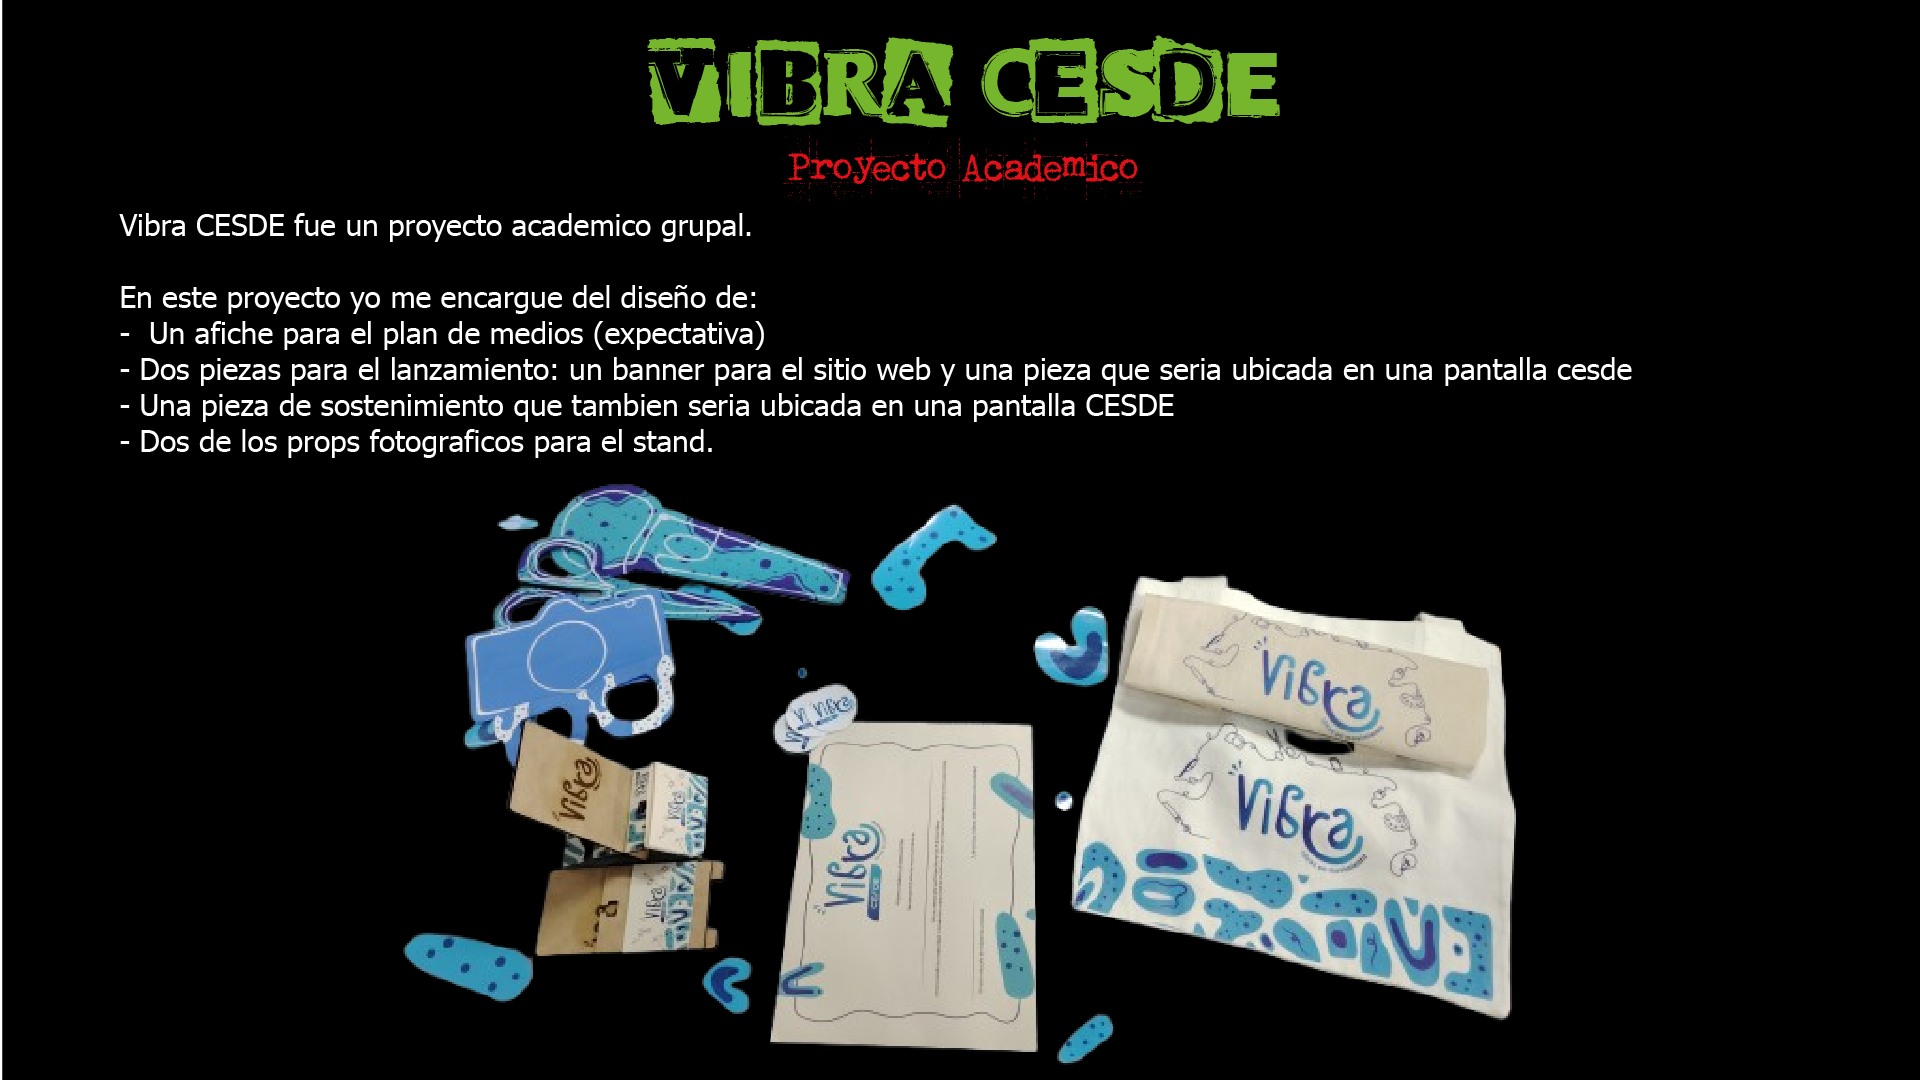 VIBRA CESDE
Proyecto Academico
Vibra CESDE fue un proyecto academico grupal.
En este proyecto yo me encargue del diseño de:
-  Un afiche para el plan de medios (expectativa)
- Dos piezas para el lanzamiento: un banner para el sitio web y una pieza que seria ubicada en una pantalla cesde
- Una pieza de sostenimiento que tambien seria ubicada en una pantalla CESDE
- Dos de los props fotograficos para el stand.
Vibra
Vibra
Vibra
Vibra
Vibra
Vibra
Vibra
CESDE